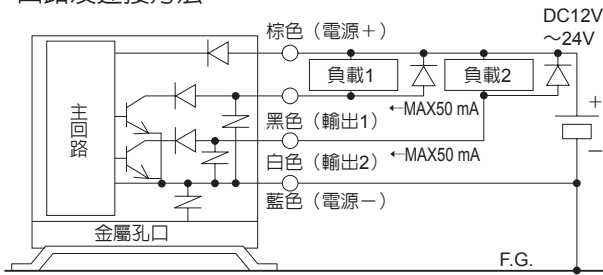 回路及連接方法
DC12V
～24V
棕色（電源＋）
負載1
負載2
←MAX50 mA
黑色（輸出1）
＋
主回路
←MAX50 mA
白色（輸出2）
－
藍色（電源－）
金屬孔口
F.G.